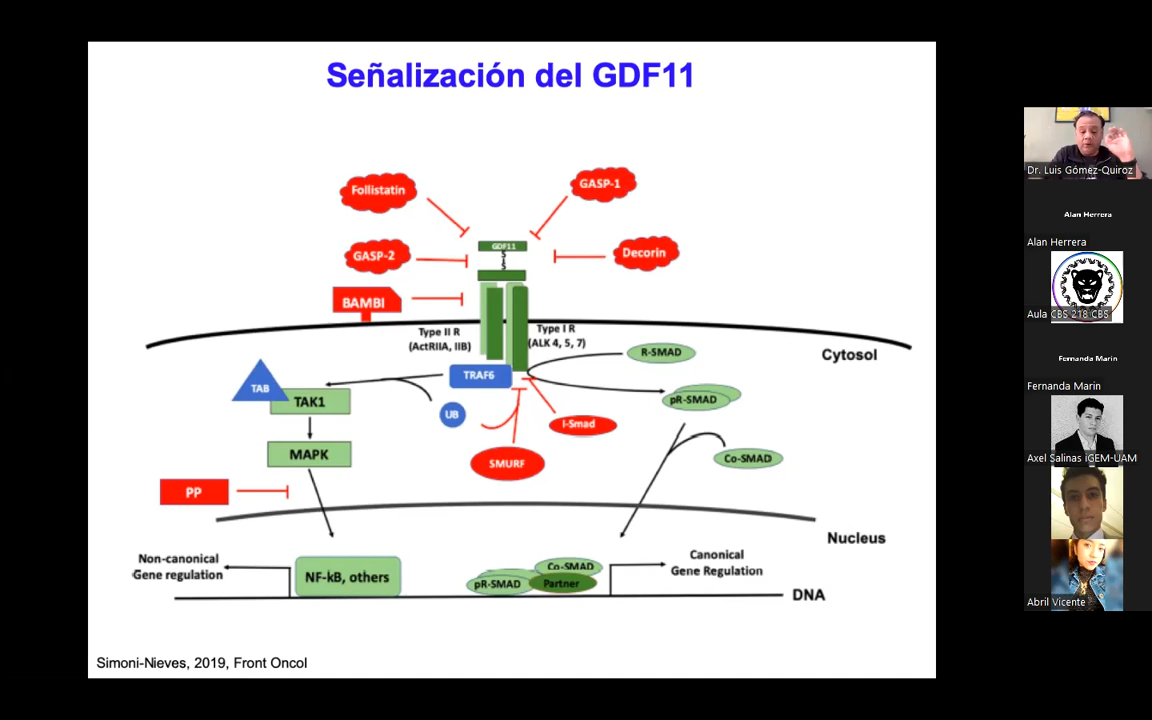 Señalización del GDF11
Follistatin
GASP-1
GDF11
S
S
GASP-2
Decorin
BAMBI
Type II R
(ActRIIA, IIB)
Type I R
(ALK 4, 5, 7)
R-SMAD
Cytosol
TRAF6
TAB
TAK1
pR-SMAD
UB
I-Smad
MAPK
SMURF
Co-SMAD
PP
Nucleus
Non-canonical
Gene regulation
NF-kB, others
Co-SMAD
pR-SMAD
Partner
Canonical
Gene Regulation
DNA
Simoni-Nieves, 2019, Front Oncol
Dr. Luis Gómez-Quiroz
Alan Herrera
Alan Herrera
Aula CBS 218 CBS
Fernanda Marin
Fernanda Marin
Axel Salinas iGEM-UAM
Abril Vicente